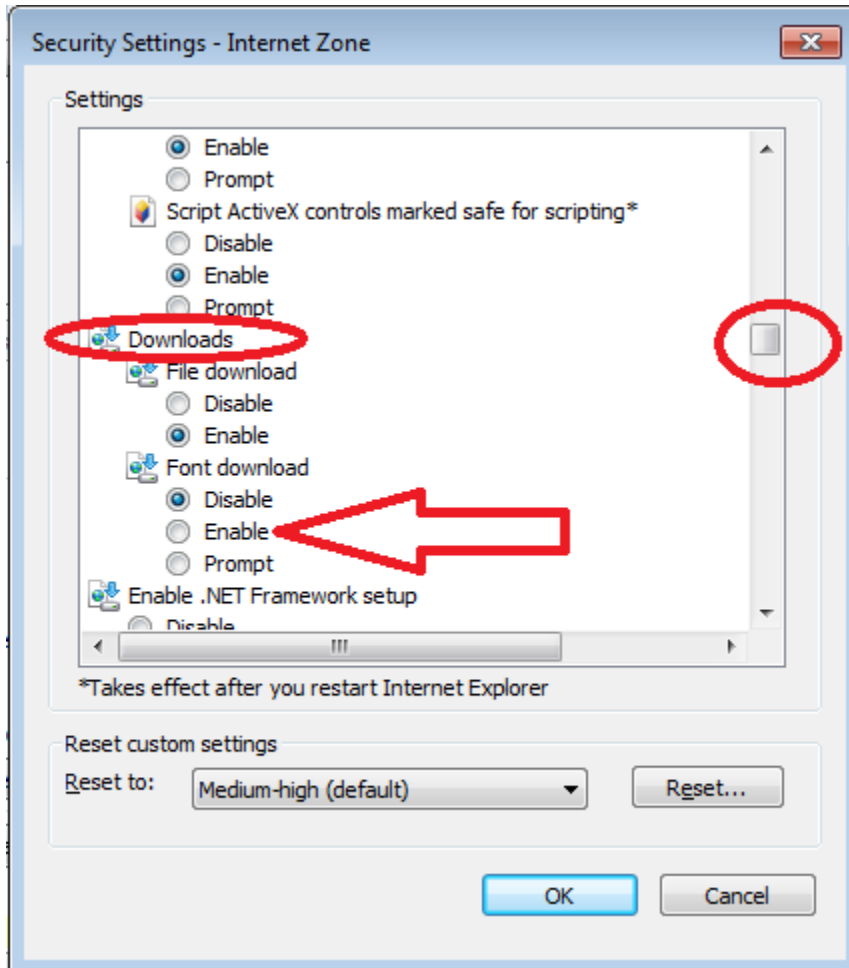 Security Settings - Internet Zone
Settings
Enable
Prompt
Script ActiveX controls marked safe for scripting*
Disable
Enable
Prompt
Downloads
File download
Disable
Enable
Font download
Disable
Enable
Prompt
Enable .NET Framework setup
Disable
*Takes effect after you restart Internet Explorer
Reset custom settings
Reset to: Medium-high (default) Reset...
OK Cancel